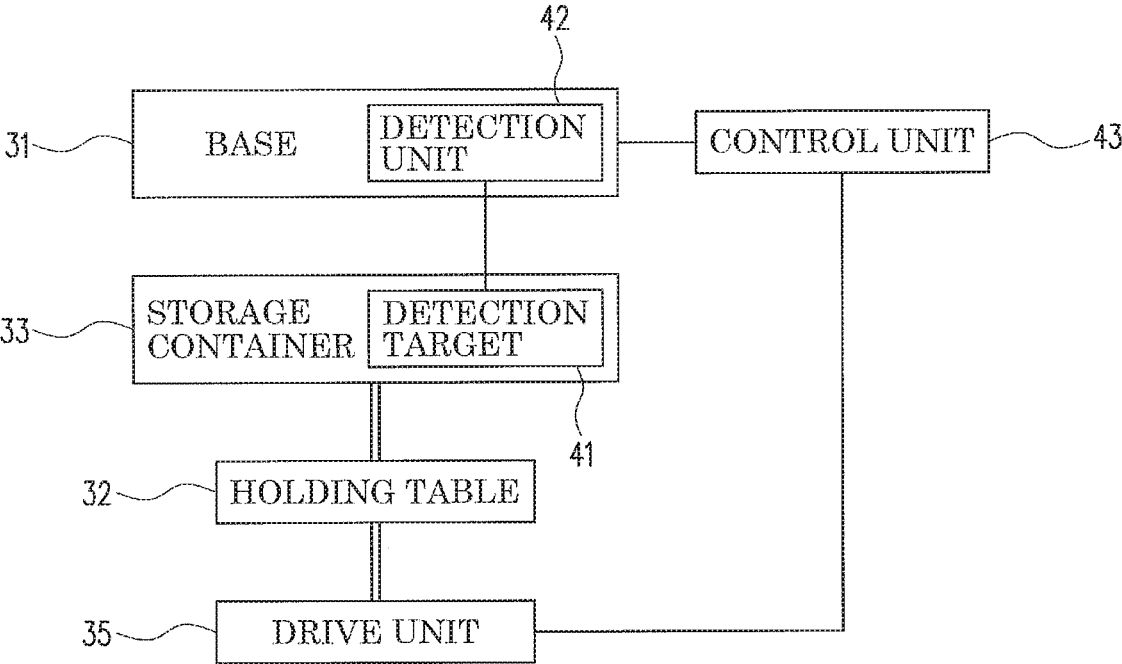 42
31
BASE
DETECTION
UNIT
CONTROL UNIT
43
33
STORAGE
CONTAINER
DETECTION
TARGET
41
32
HOLDING TABLE
35
DRIVE UNIT